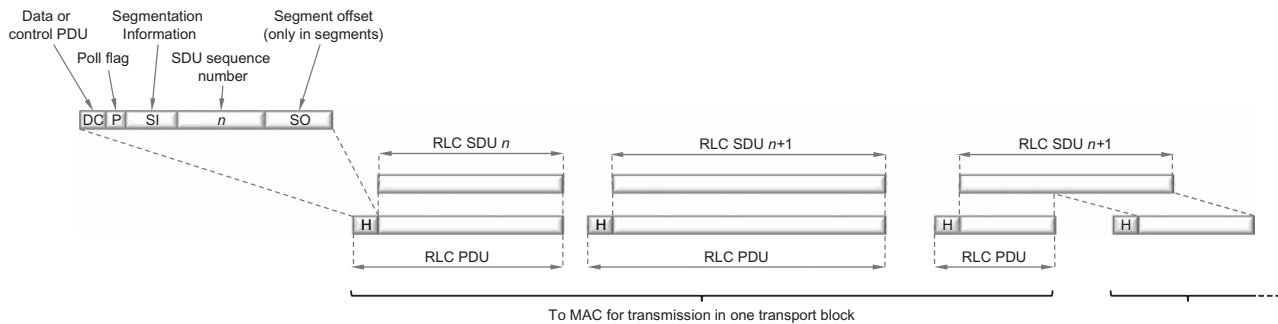 Data or
control PDU
Segmentation
Information
Segment offset
(only in segments)
Poll flag
SDU sequence
number
DC P SI n SO
RLC SDU n
RLC SDU n+1
RLC SDU n+1
H
H
H
H
RLC PDU
RLC PDU
RLC PDU
To MAC for transmission in one transport block